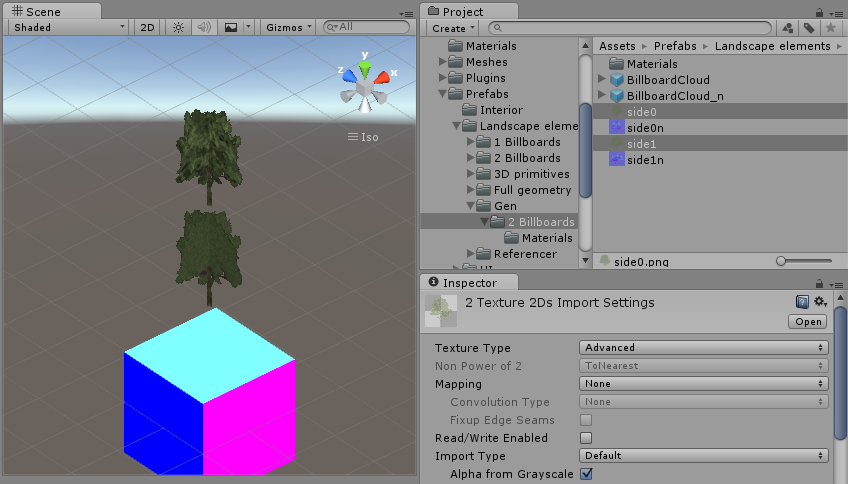 Scene
Shaded 2D Gizmos All
y
z x
Iso
Project
Create
Materials
Meshes
Plugins
Prefabs
Interior
Landscape eleme
1 Billboards
2 Billboards
3D primitives
Full geometry
Gen
2 Billboards
Materials
Referencer
Assets Prefabs Landscape elements
Materials
BillboardCloud
BillboardCloud_n
side0
side0n
side1
side1n
side0.png
Inspector
2 Texture 2Ds Import Settings
Open
Texture Type Advanced
Non Power of 2 ToNearest
Mapping None
Convolution Type None
Fixup Edge Seams
Read/Write Enabled
Import Type Default
Alpha from Grayscale